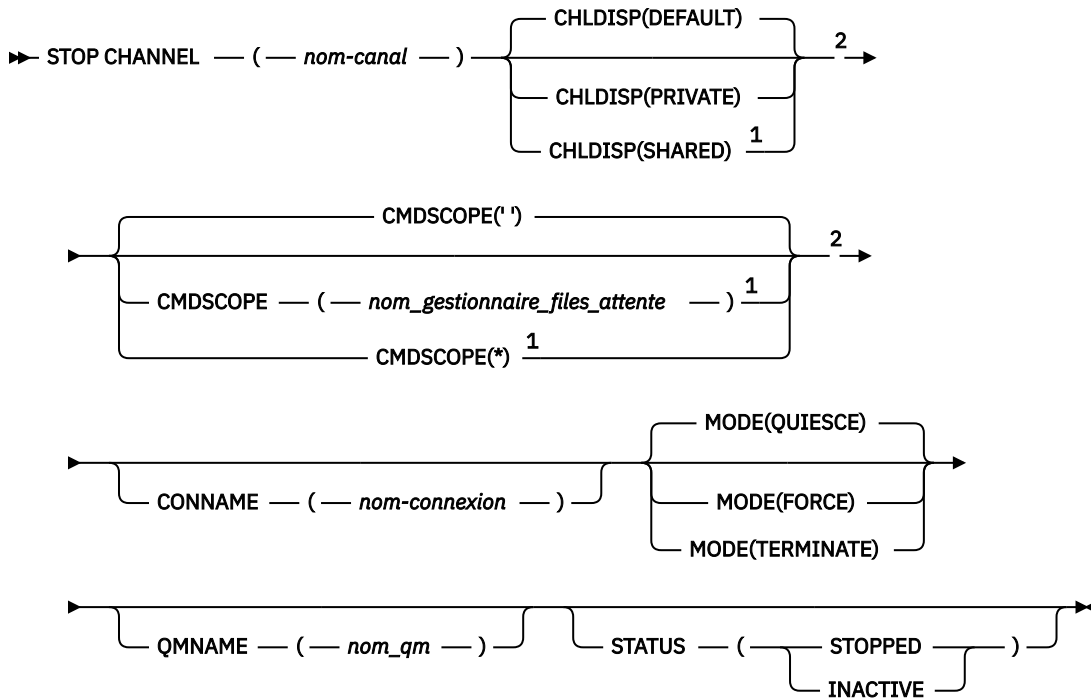 CHLDISP(DEFAULT)
STOP CHANNEL ( nom-canal ) 2
CHLDISP(PRIVATE)
CHLDISP(SHARED) 1
CMDSCOPE(' ')
2
CMDSCOPE ( nom_gestionnaire_files_attente ) 1
CMDSCOPE(*) 1
MODE(QUIESCE)
CONNAME ( nom-connexion ) MODE(FORCE)
MODE(TERMINATE)
QMNAME ( nom_qm ) STATUS ( STOPPED )
INACTIVE